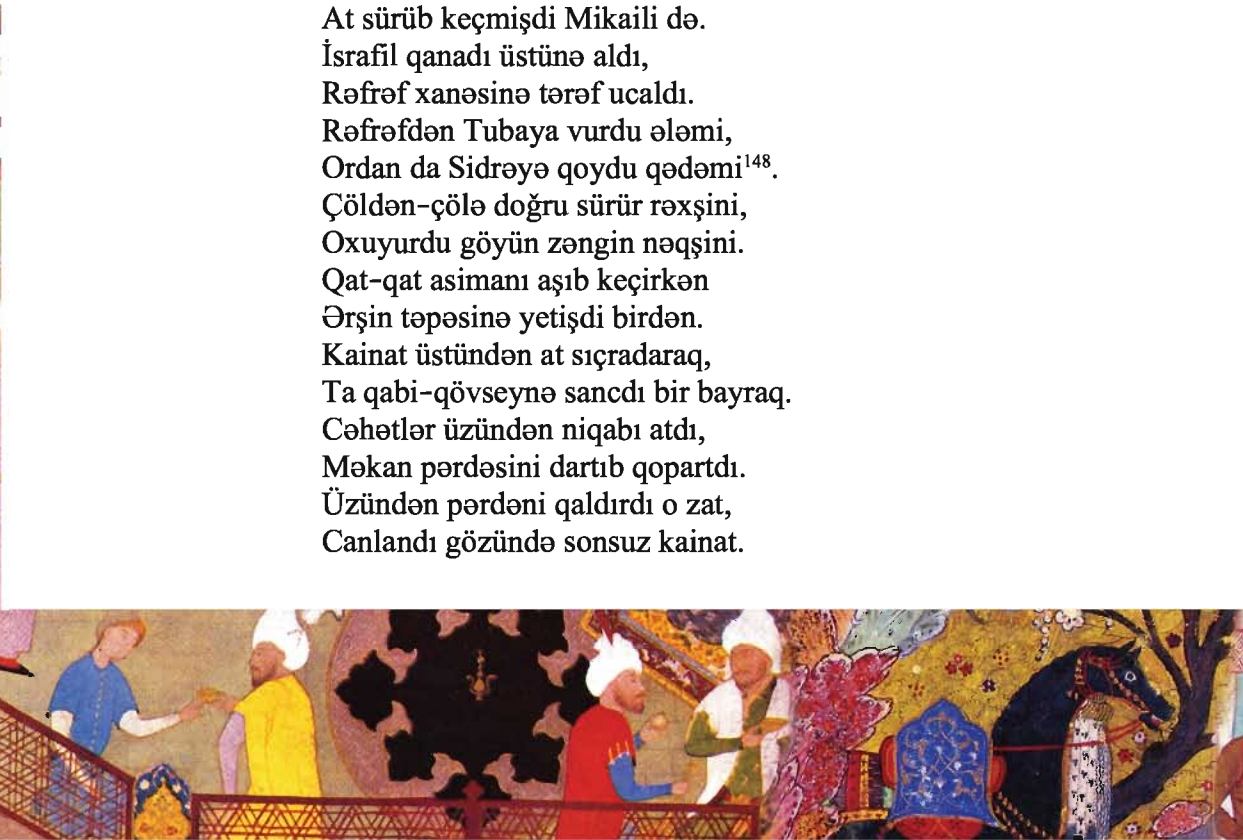 At sürüb keçmişdi Mikaili də.
İsrafil qanadı üstünə aldı,
Rəfrəf xanəsinə tərəf ucaldı.
Rəfrəfdən Tubaya vurdu ələmi,
Ordan da Sidrəyə qoydu qədəmi¹⁴⁸.
Çöldən-çölə doğru sürür rəxşini,
Oxuyurdu göyün zəngin nəqşini.
Qat-qat asimanı aşıb keçirkən
Ərşin təpəsinə yetişdi birdən.
Kainat üstündən at sıçradaraq,
Ta qabi-qövseynə sancdı bir bayraq.
Cəhətlər üzündən niqabı atdı,
Məkan pərdəsini dartıb qopartdı.
Üzündən pərdəni qaldırdı o zat,
Canlandı gözündə sonsuz kainat.